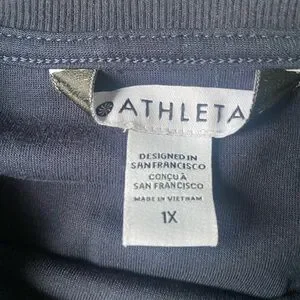 ATHLETA
DESIGNED IN
SAN FRANCISCO
CONÇU À
SAN FRANCISCO
MADE IN VIETNAM
1X